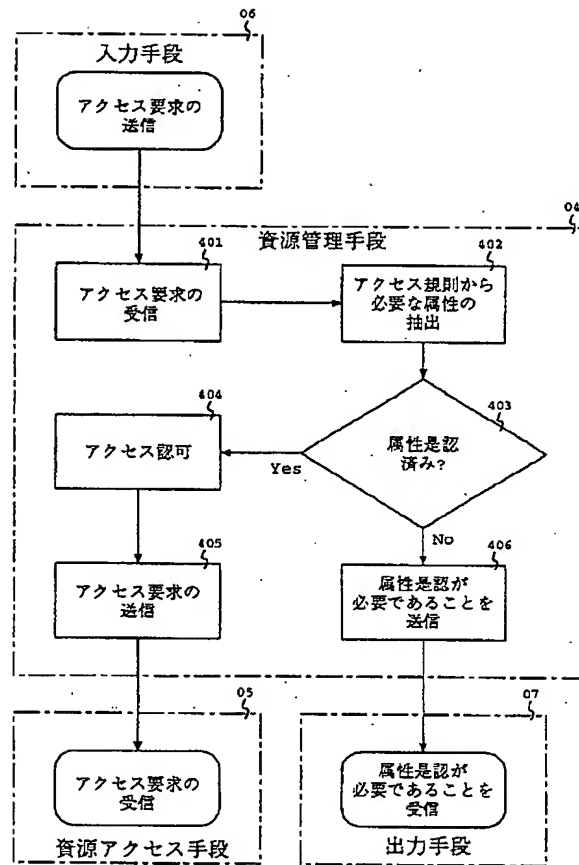 06
入力手段
アクセス要求の
送信
04
資源管理手段
401
アクセス要求の
受信
402
アクセス規則から
必要な属性の
抽出
403
属性是認
済み?
Yes
No
404
アクセス認可
405
アクセス要求の
送信
406
属性是認が
必要であることを
送信
05
アクセス要求の
受信
資源アクセス手段
07
属性是認が
必要であることを
受信
出力手段